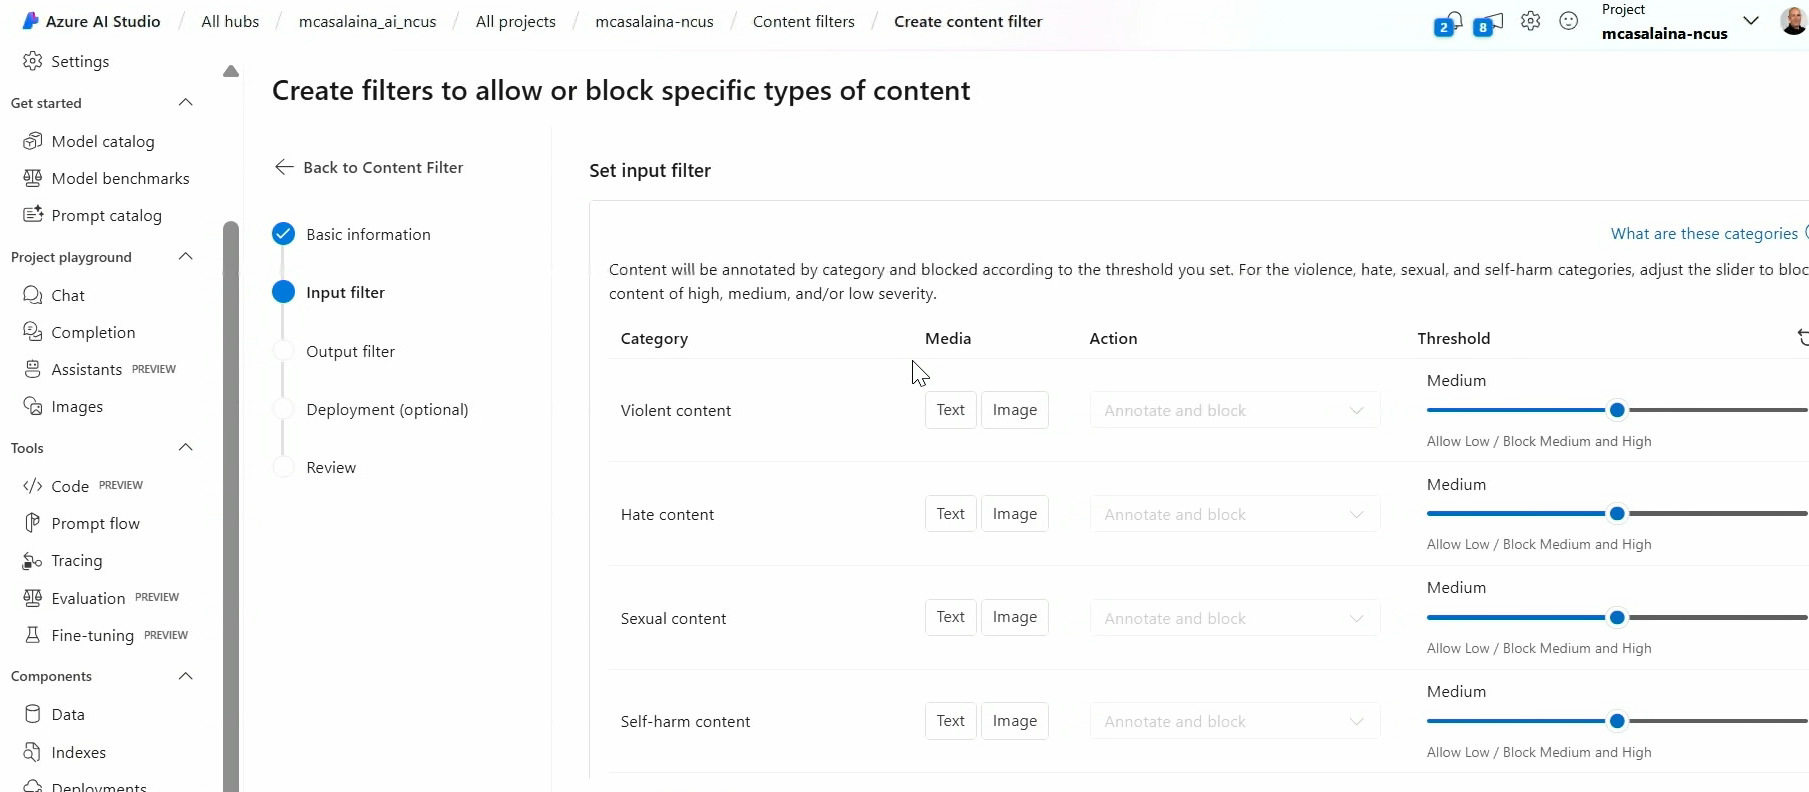 Azure AI Studio / All hubs / mcasalaina_ai_ncus / All projects / mcasalaina-ncus / Content filters / Create content filter
2
8
Project
mcasalaina-ncus
Settings
Get started
Model catalog
Model benchmarks
Prompt catalog
Project playground
Chat
Completion
Assistants PREVIEW
Images
Tools
Code PREVIEW
Prompt flow
Tracing
Evaluation PREVIEW
Fine-tuning PREVIEW
Components
Data
Indexes
Deployments
Create filters to allow or block specific types of content
Back to Content Filter
Basic information
Input filter
Output filter
Deployment (optional)
Review
Set input filter
What are these categories
Content will be annotated by category and blocked according to the threshold you set. For the violence, hate, sexual, and self-harm categories, adjust the slider to bloc
content of high, medium, and/or low severity.
Category Media Action Threshold
Medium
Violent content Text Image Annotate and block
Allow Low / Block Medium and High
Medium
Hate content Text Image Annotate and block
Allow Low / Block Medium and High
Medium
Sexual content Text Image Annotate and block
Allow Low / Block Medium and High
Medium
Self-harm content Text Image Annotate and block
Allow Low / Block Medium and High